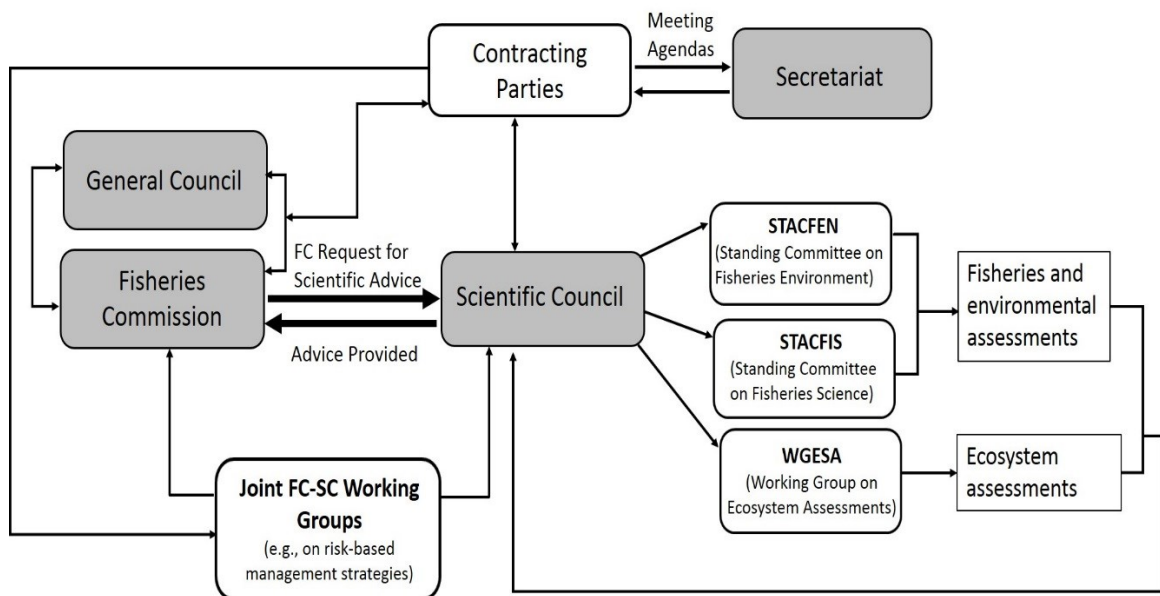 Contracting
Parties
Meeting
Agendas
Secretariat
General Council
Fisheries
Commission
FC Request for
Scientific Advice
Advice Provided
Scientific Council
STACFEN
(Standing Committee on
Fisheries Environment)
STACFIS
(Standing Committee
on Fisheries Science)
WGESA
(Working Group on
Ecosystem Assessments)
Fisheries and
environmental
assessments
Ecosystem
assessments
Joint FC-SC Working
Groups
(e.g., on risk-based
management strategies)